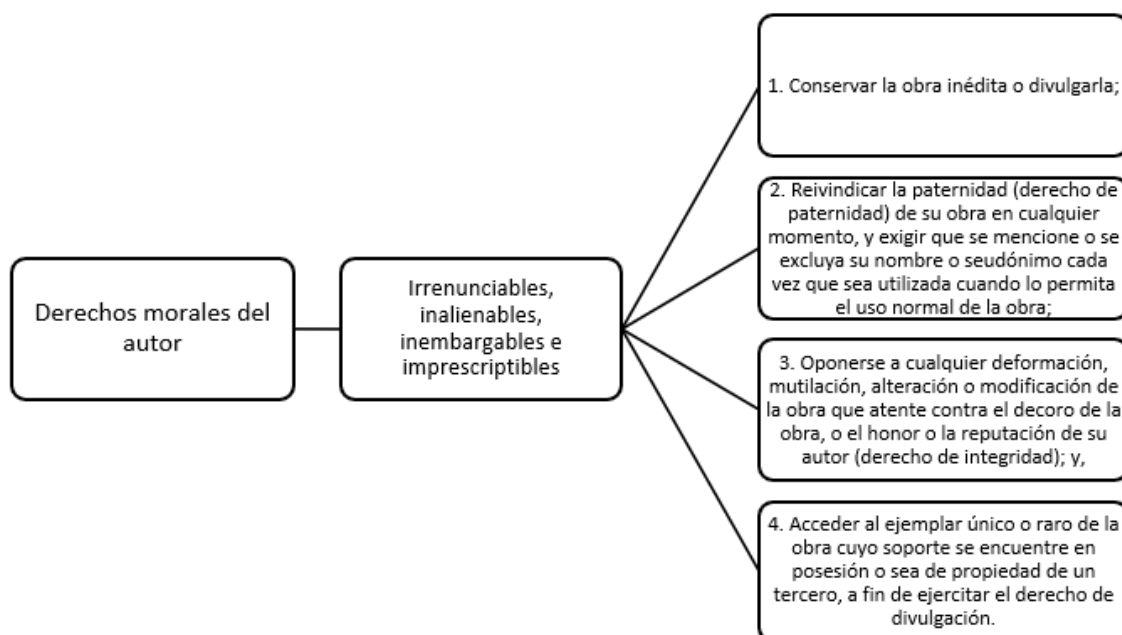 Derechos morales del
autor
Irrenunciables,
inalienables,
inembargables e
imprescriptibles
1. Conservar la obra inédita o divulgarla;
2. Reivindicar la paternidad (derecho de
paternidad) de su obra en cualquier
momento, y exigir que se mencione o se
excluya su nombre o seudónimo cada
vez que sea utilizada cuando lo permita
el uso normal de la obra;
3. Oponerse a cualquier deformación,
mutilación, alteración o modificación de
la obra que atente contra el decoro de la
obra, o el honor o la reputación de su
autor (derecho de integridad); y,
4. Acceder al ejemplar único o raro de la
obra cuyo soporte se encuentre en
posesión o sea de propiedad de un
tercero, a fin de ejercitar el derecho de
divulgación.